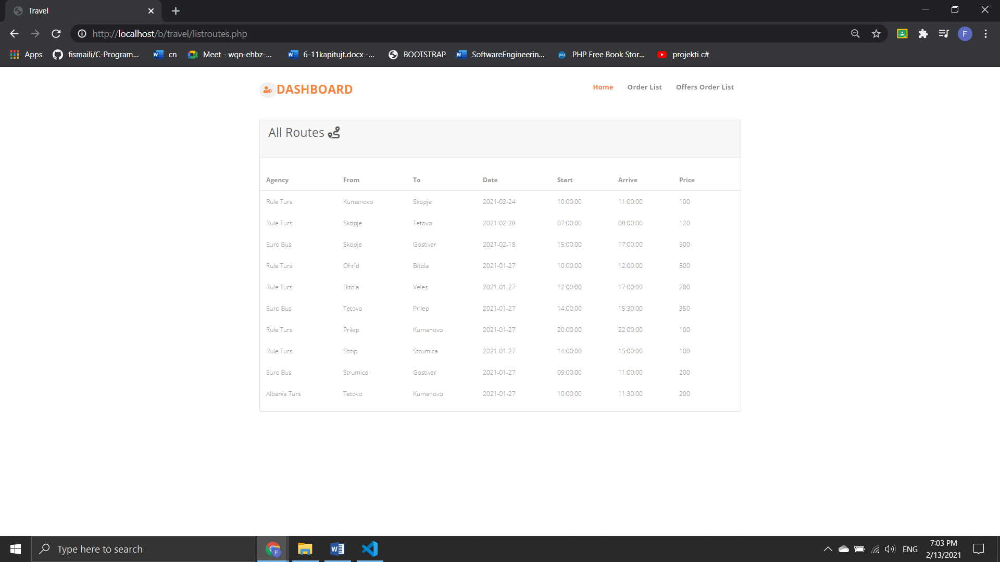 Travel
http://localhost/b/travel/listroutes.php
F
Apps fismaili/C-Program... cn Meet - wqn-ehbz-... 6-11kapitujt.docx -... BOOTSTRAP SoftwareEngineerin... PHP Free Book Stor... projekti c#
DASHBOARD Home Order List Offers Order List
All Routes
Agency From To Date Start Arrive Price
Rule Turs Kumanovo Skopje 2021-02-24 10:00:00 11:00:00 100
Rule Turs Skopje Tetovo 2021-02-28 07:00:00 08:00:00 120
Euro Bus Skopje Gostivar 2021-02-18 15:00:00 17:00:00 500
Rule Turs Ohrid Bitola 2021-01-27 10:00:00 12:00:00 300
Rule Turs Bitola Veles 2021-01-27 12:00:00 17:00:00 200
Euro Bus Tetovo Prilep 2021-01-27 14:00:00 15:30:00 350
Rule Turs Prilep Kumanovo 2021-01-27 20:00:00 22:00:00 100
Rule Turs Shtip Strumica 2021-01-27 14:00:00 15:00:00 100
Euro Bus Strumica Gostivar 2021-01-27 09:00:00 11:00:00 200
Albania Turs Tetovo Kumanovo 2021-01-27 10:00:00 11:30:00 200
Type here to search
ENG
7:03 PM
2/13/2021